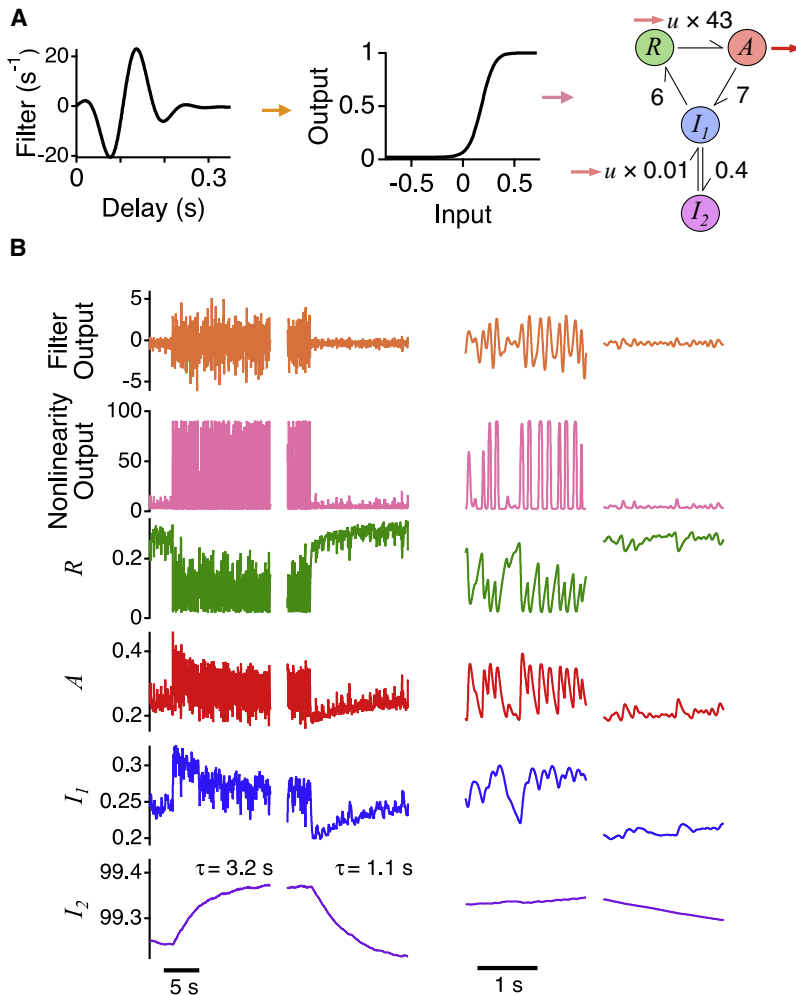 A
Filter (s⁻¹)
20
0
-20
0
0.3
Delay (s)
Output
1
0.5
0
-0.5
0
0.5
Input
u × 43
R
A
6
7
I₁
u × 0.01
0.4
I₂
B
Filter Output
5
0
-5
Nonlinearity Output
100
50
0
R
0.2
0
A
0.4
0.2
I₁
0.3
0.25
0.2
I₂
99.4
99.3
τ = 3.2 s
τ = 1.1 s
5 s
1 s